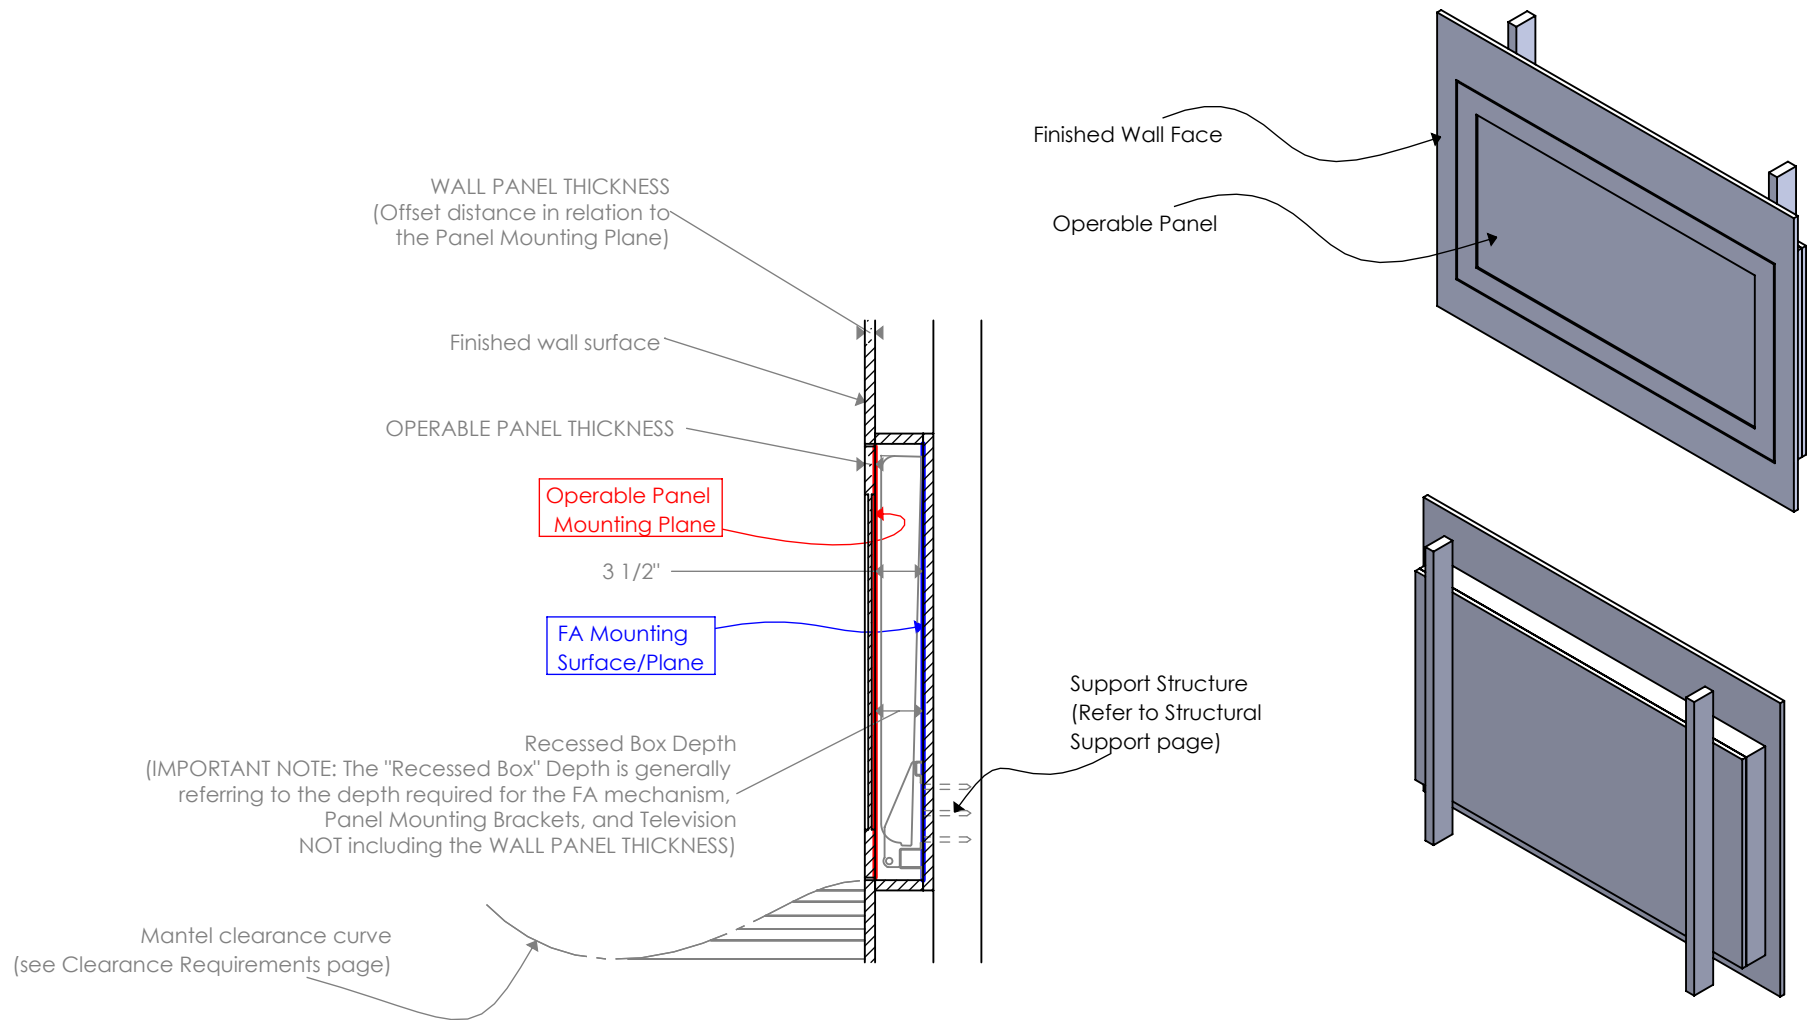 Finished Wall Face
Operable Panel
WALL PANEL THICKNESS
(Offset distance in relation to
the Panel Mounting Plane)
Finished wall surface
OPERABLE PANEL THICKNESS
Operable Panel
Mounting Plane
3 1/2"
FA Mounting
Surface/Plane
Support Structure
(Refer to Structural
Support page)
Recessed Box Depth
(IMPORTANT NOTE: The "Recessed Box" Depth is generally
referring to the depth required for the FA mechanism,
Panel Mounting Brackets, and Television
NOT including the WALL PANEL THICKNESS)
Mantel clearance curve
(see Clearance Requirements page)